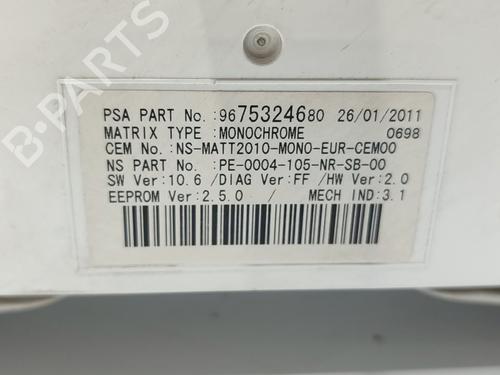 PSA PART No.:9675324680 26/01/2011
MATRIX TYPE :MONOCHROME 0698
CEM No.:NS-MATT2010-MONO-EUR-CEM00
NS PART No. :PE-0004-105-NR-SB-00
SW Ver:10.6 /DIAG Ver:FF /HW Ver:2.0
EEPROM Ver:2.5.0 / MECH IND:3.1